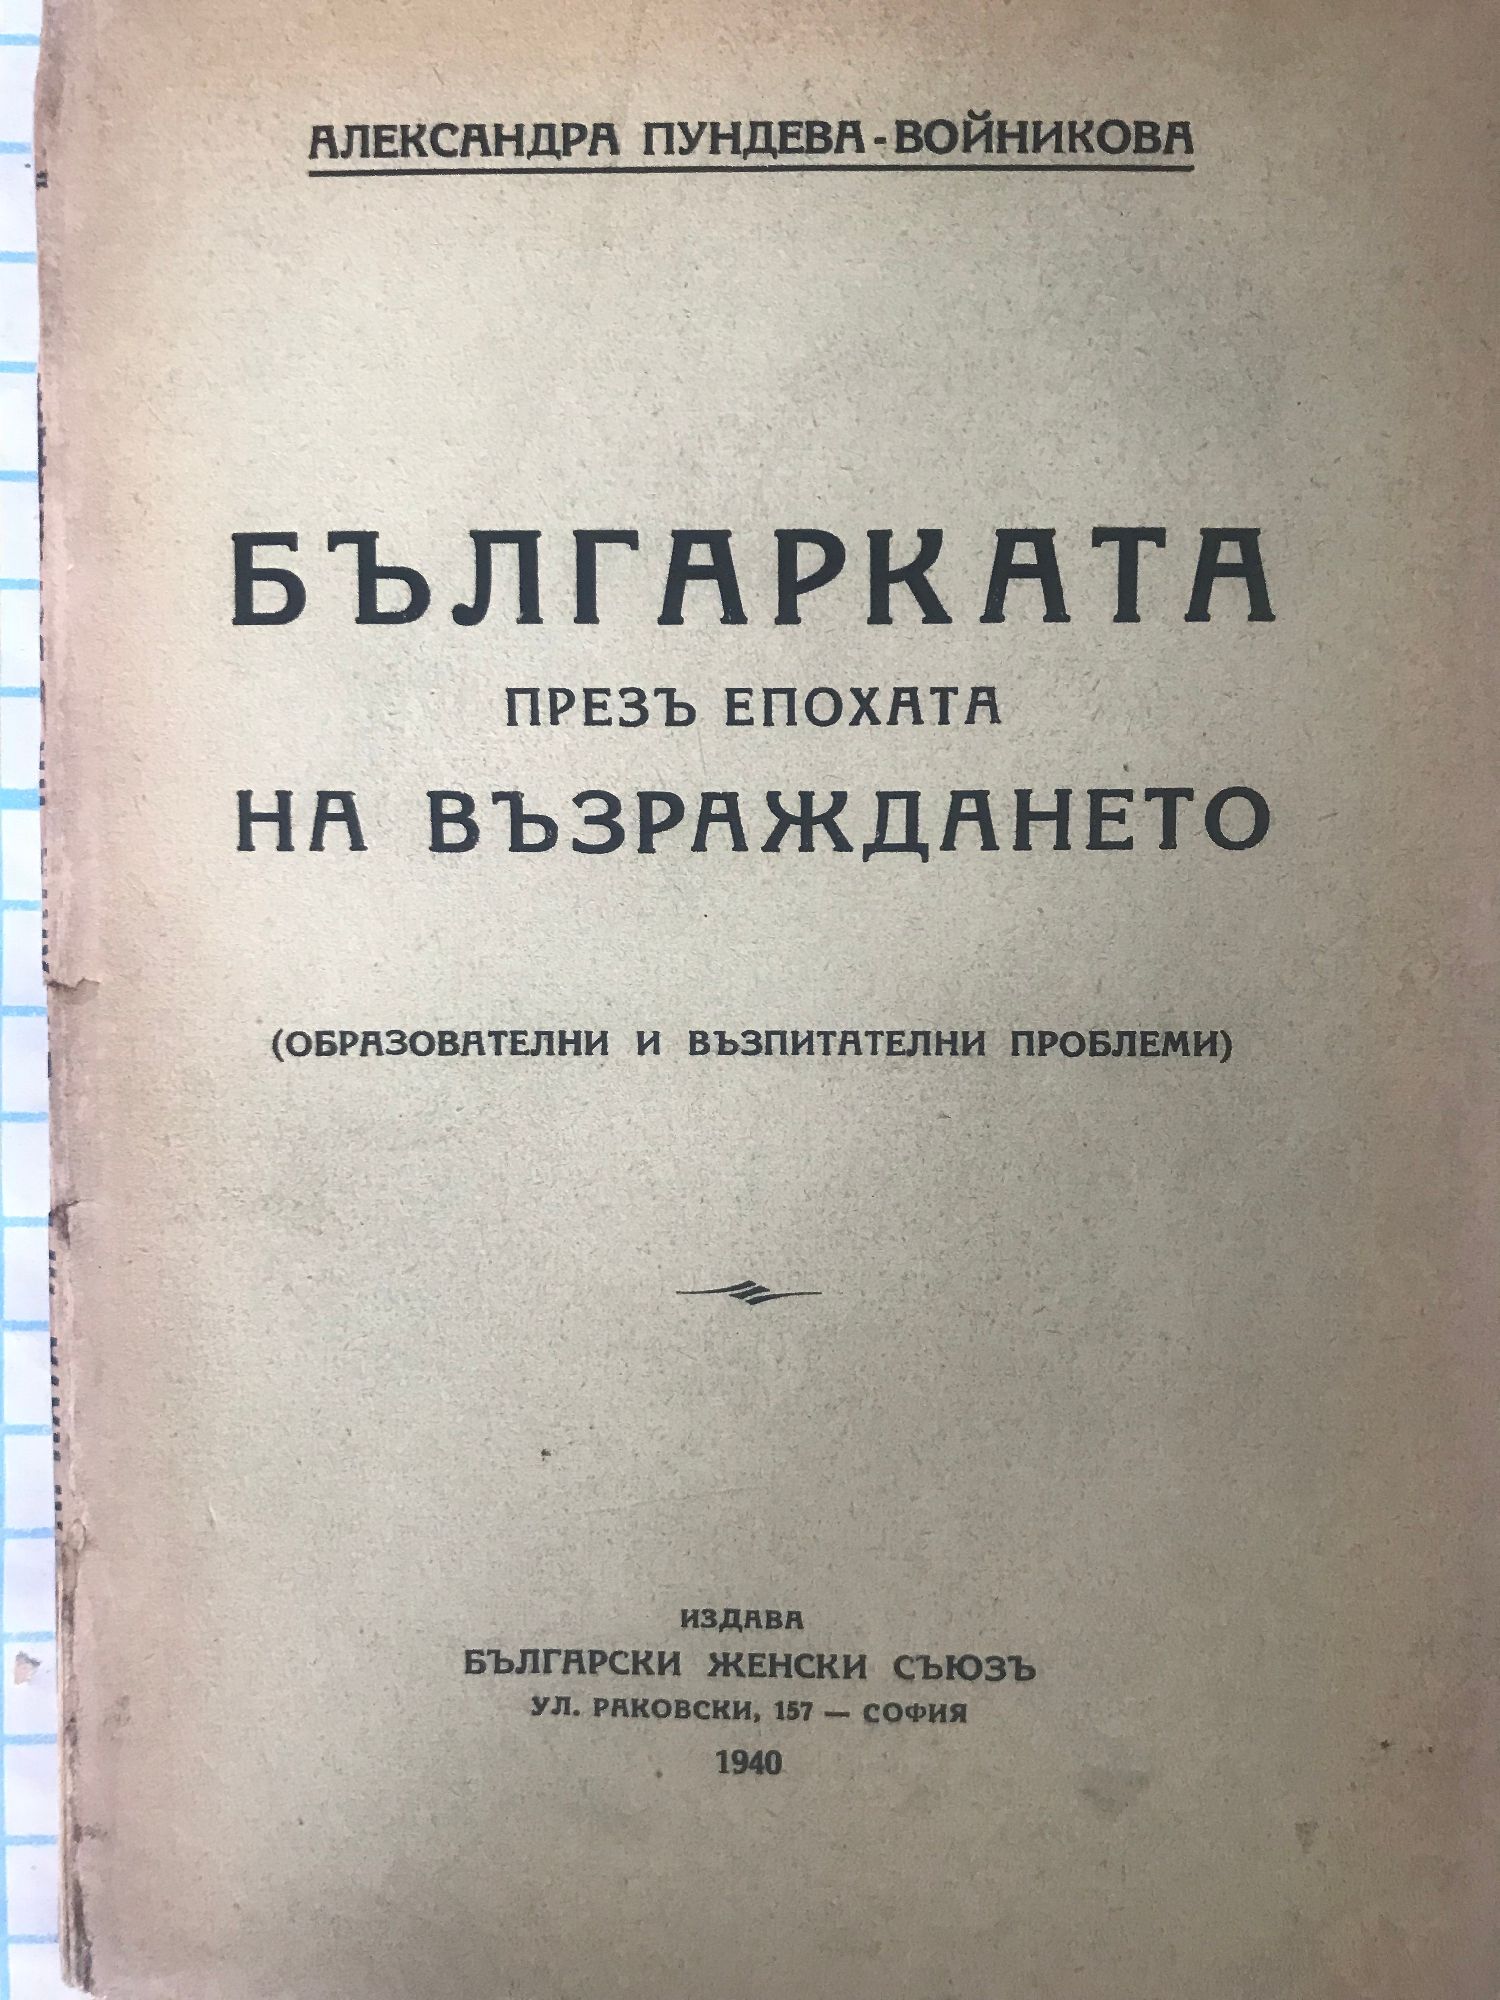 АЛЕКСАНДРА ПУНДЕВА-ВОЙНИКОВА
БЪЛГАРКАТА
ПРЕЗЪ ЕПОХАТА
НА ВЪЗРАЖДАНЕТО
(ОБРАЗОВАТЕЛНИ И ВЪЗПИТАТЕЛНИ ПРОБЛЕМИ)
ИЗДАВА
БЪЛГАРСКИ ЖЕНСКИ СЪЮЗЪ
УЛ. РАКОВСКИ, 157 — СОФИЯ
1940